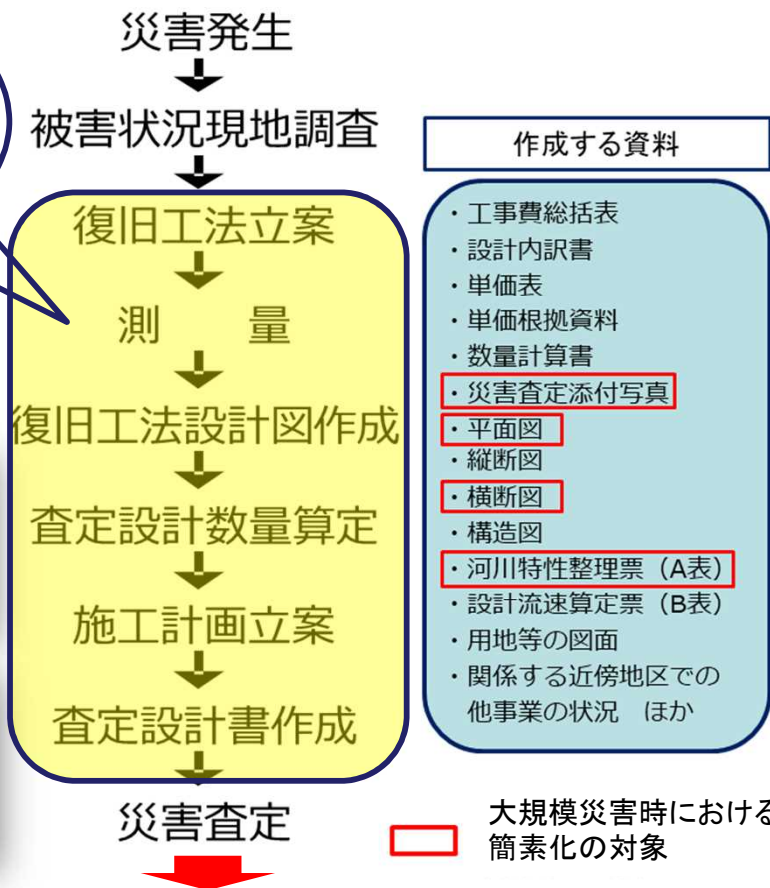 災害発生
被害状況現地調査
復旧工法立案
測 量
復旧工法設計図作成
査定設計数量算定
施工計画立案
査定設計書作成
災害査定
作成する資料
・工事費総括表
・設計内訳書
・単価表
・単価根拠資料
・数量計算書
・災害査定添付写真
・平面図
・縦断図
・横断図
・構造図
・河川特性整理票（A表）
・設計流速算定票（B表）
・用地等の図面
・関係する近傍地区での
他事業の状況 ほか
大規模災害時における
簡素化の対象